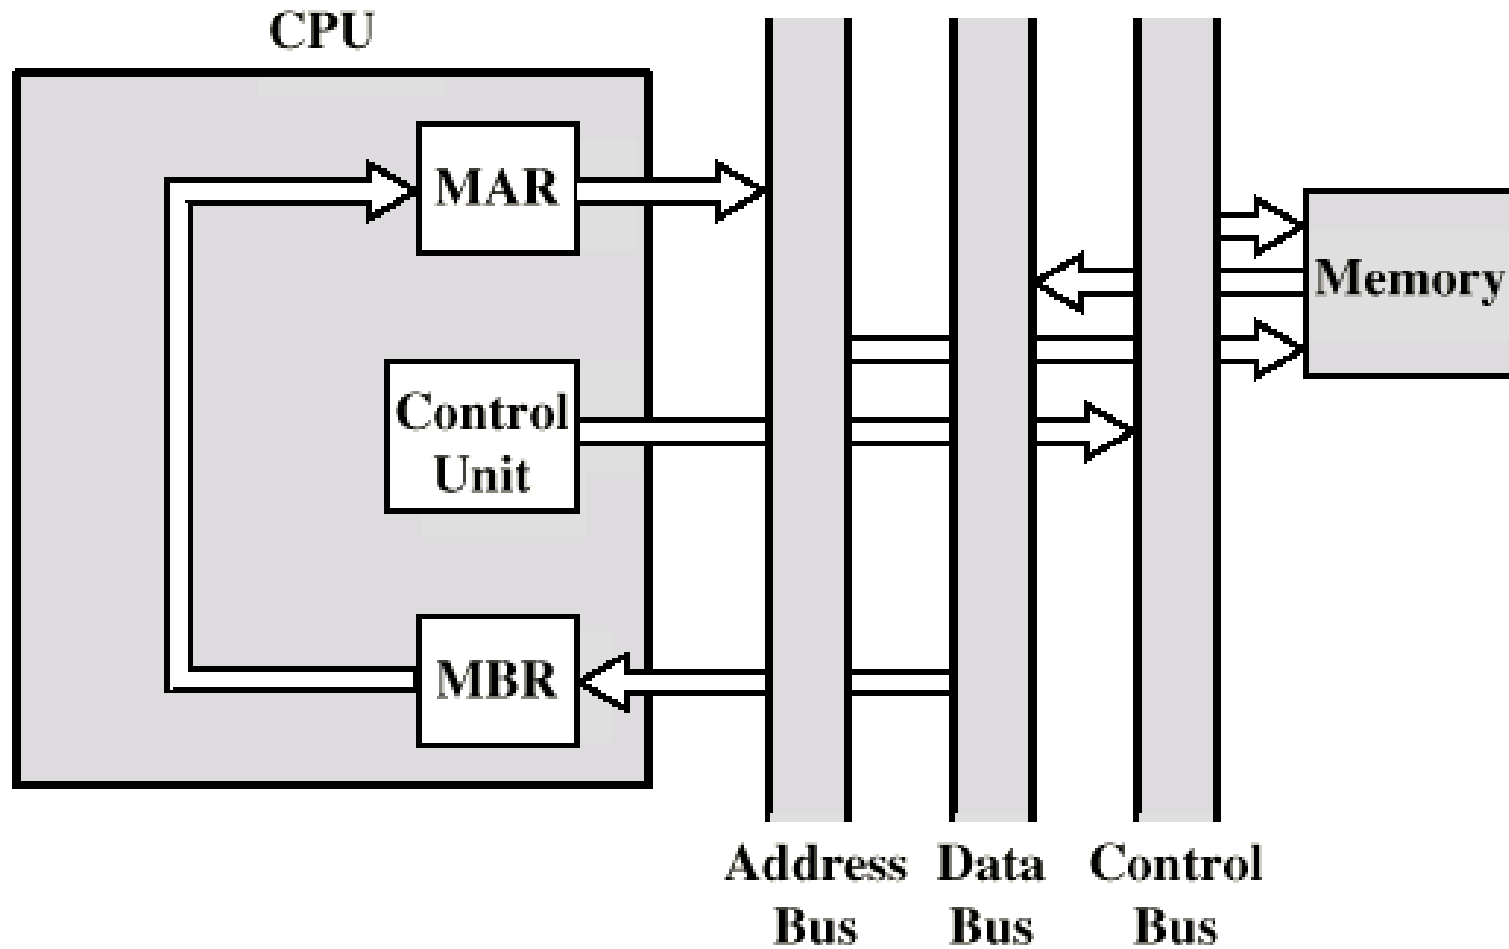 CPU
MAR
Memory
Control
Unit
MBR
Address
Bus
Data
Bus
Control
Bus